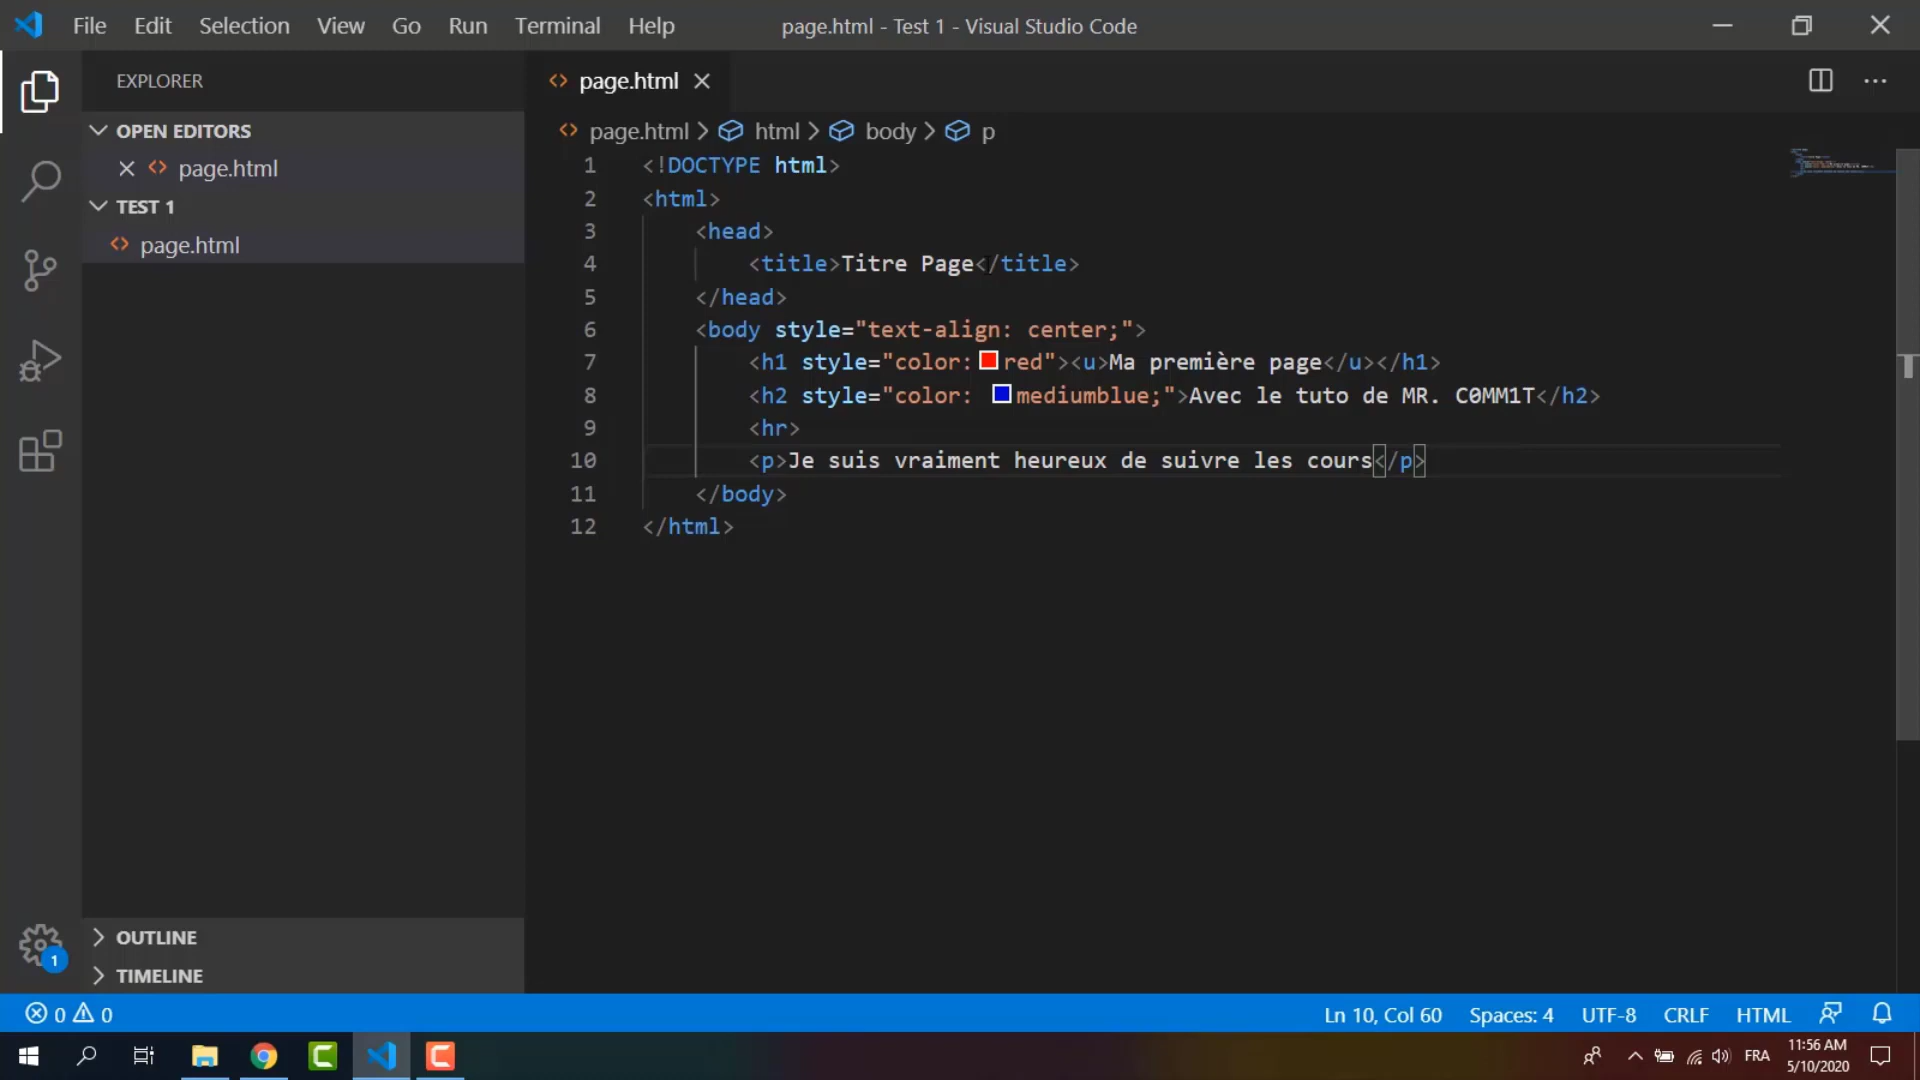 File Edit Selection View Go Run Terminal Help page.html - Test 1 - Visual Studio Code
EXPLORER
OPEN EDITORS
page.html
TEST 1
page.html
OUTLINE
TIMELINE
page.html
page.html html body p
1 <!DOCTYPE html>
2 <html>
3 <head>
4 <title>Titre Page</title>
5 </head>
6 <body style="text-align: center;">
7 <h1 style="color:red"><u>Ma première page</u></h1>
8 <h2 style="color: mediumblue;">Avec le tuto de MR. C0MM1T</h2>
9 <hr>
10 <p>Je suis vraiment heureux de suivre les cours</p>
11 </body>
12 </html>
1
0 0 Ln 10, Col 60 Spaces: 4 UTF-8 CRLF HTML
FRA 11:56 AM
5/10/2020